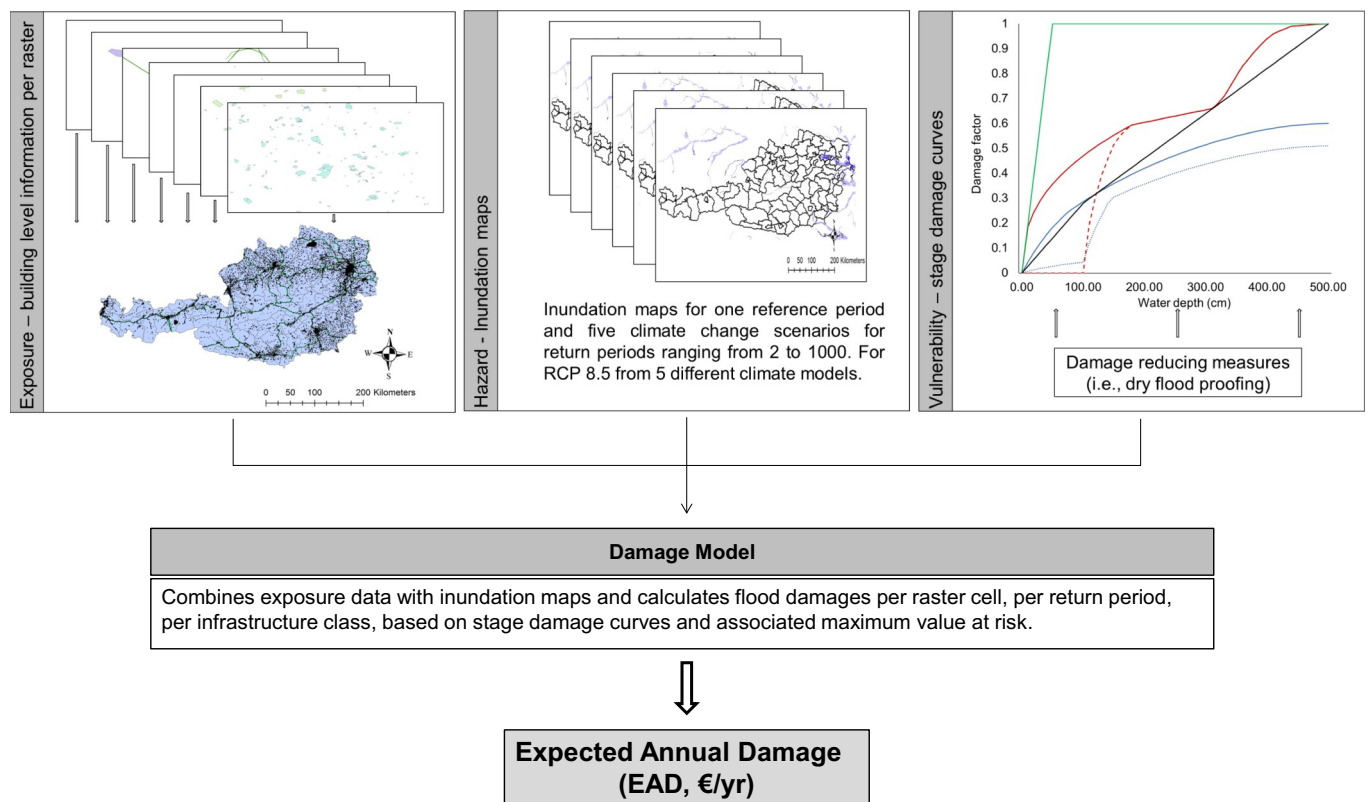 Exposure – building level information per raster
N
W E
S
0 50 100 200 Kilometers
Hazard - Inundation maps
0 50 100 200 Kilometers
Inundation maps for one reference period
and five climate change scenarios for
return periods ranging from 2 to 1000. For
RCP 8.5 from 5 different climate models.
Vulnerability – stage damage curves
Damage factor
1
0.9
0.8
0.7
0.6
0.5
0.4
0.3
0.2
0.1
0
0.00 100.00 200.00 300.00 400.00 500.00
Water depth (cm)
Damage reducing measures
(i.e., dry flood proofing)
Damage Model
Combines exposure data with inundation maps and calculates flood damages per raster cell, per return period,
per infrastructure class, based on stage damage curves and associated maximum value at risk.
Expected Annual Damage
(EAD, €/yr)